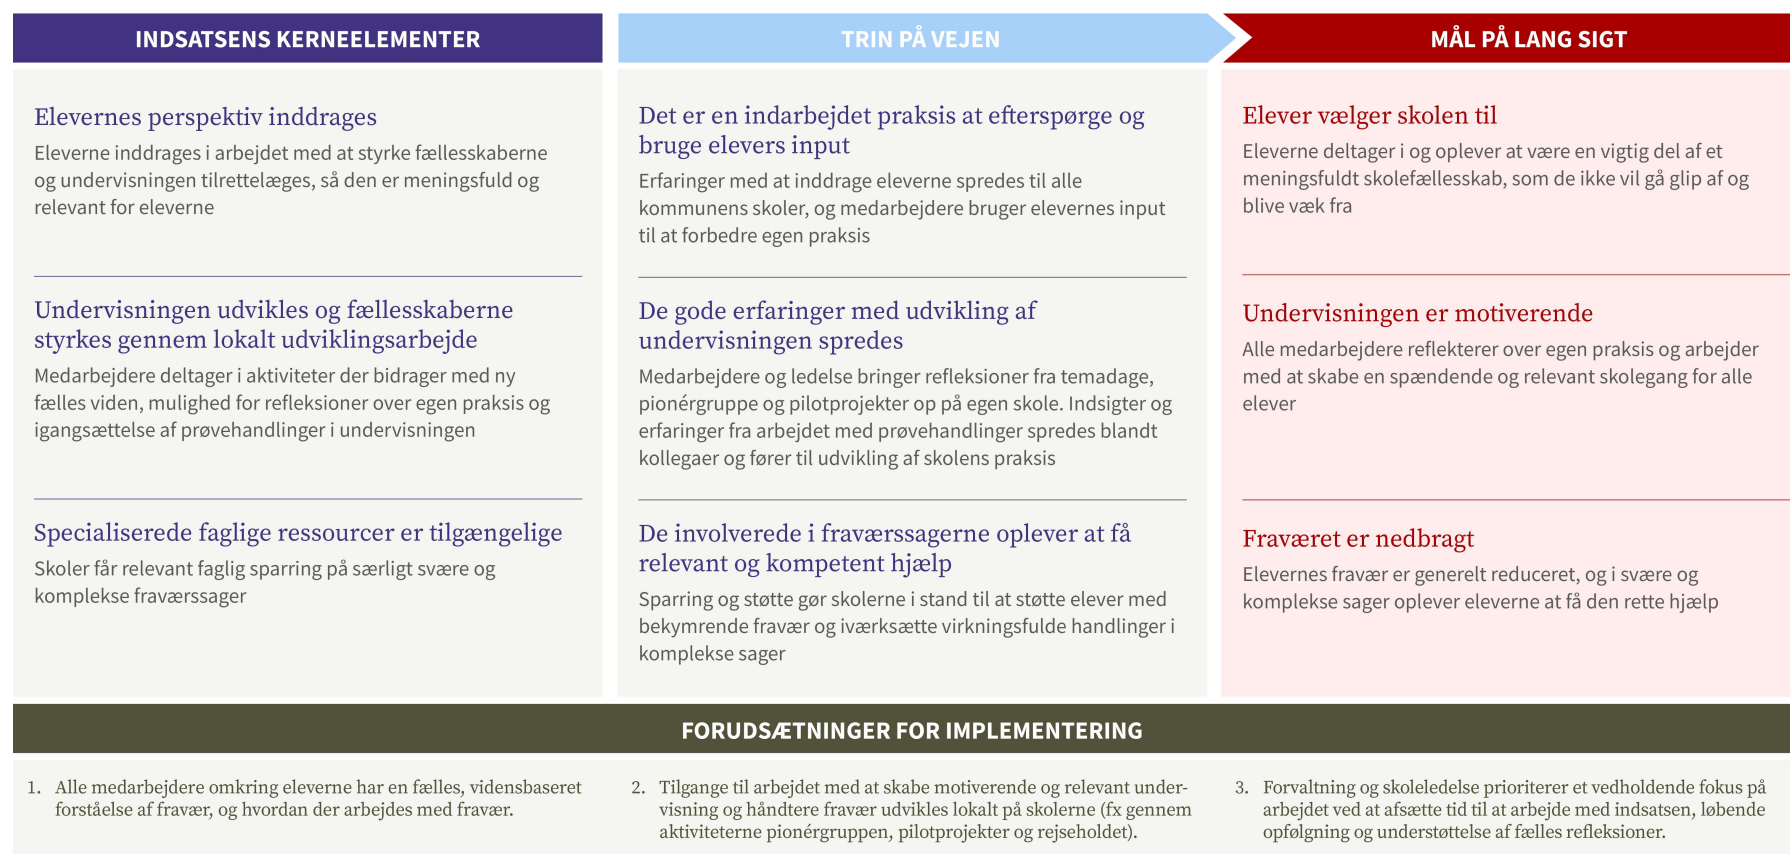 INDSATSENS KERNEELEMENTER
Elevernes perspektiv inddrages
Eleverne inddrages i arbejdet med at styrke fællesskaberne
og undervisningen tilrettelæges, så den er meningsfuld og
relevant for eleverne
Undervisningen udvikles og fællesskaberne
styrkes gennem lokalt udviklingsarbejde
Medarbejdere deltager i aktiviteter der bidrager med ny
fælles viden, mulighed for refleksioner over egen praksis og
igangsættelse af prøvehandlinger i undervisningen
Specialiserede faglige ressourcer er tilgængelige
Skoler får relevant faglig sparring på særligt svære og
komplekse fraværssager
TRIN PÅ VEJEN
Det er en indarbejdet praksis at efterspørge og
bruge elevers input
Erfaringer med at inddrage eleverne spredes til alle
kommunens skoler, og medarbejdere bruger elevernes input
til at forbedre egen praksis
De gode erfaringer med udvikling af
undervisningen spredes
Medarbejdere og ledelse bringer refleksioner fra temadage,
pionérgruppe og pilotprojekter op på egen skole. Indsigter og
erfaringer fra arbejdet med prøvehandlinger spredes blandt
kollegaer og fører til udvikling af skolens praksis
De involverede i fraværssagerne oplever at få
relevant og kompetent hjælp
Sparring og støtte gør skolerne i stand til at støtte elever med
bekymrende fravær og iværksætte virkningsfulde handlinger i
komplekse sager
MÅL PÅ LANG SIGT
Elever vælger skolen til
Eleverne deltager i og oplever at være en vigtig del af et
meningsfuldt skolefællesskab, som de ikke vil gå glip af og
blive væk fra
Undervisningen er motiverende
Alle medarbejdere reflekterer over egen praksis og arbejder
med at skabe en spændende og relevant skolegang for alle
elever
Fraværet er nedbragt
Elevernes fravær er generelt reduceret, og i svære og
komplekse sager oplever eleverne at få den rette hjælp
FORUDSÆTNINGER FOR IMPLEMENTERING
1. Alle medarbejdere omkring eleverne har en fælles, vidensbaseret
forståelse af fravær, og hvordan der arbejdes med fravær.
2. Tilgange til arbejdet med at skabe motiverende og relevant under-
visning og håndtere fravær udvikles lokalt på skolerne (fx gennem
aktiviteterne pionérgruppen, pilotprojekter og rejseholdet).
3. Forvaltning og skoleledelse prioriterer et vedholdende fokus på
arbejdet ved at afsætte tid til at arbejde med indsatsen, løbende
opfølgning og understøttelse af fælles refleksioner.